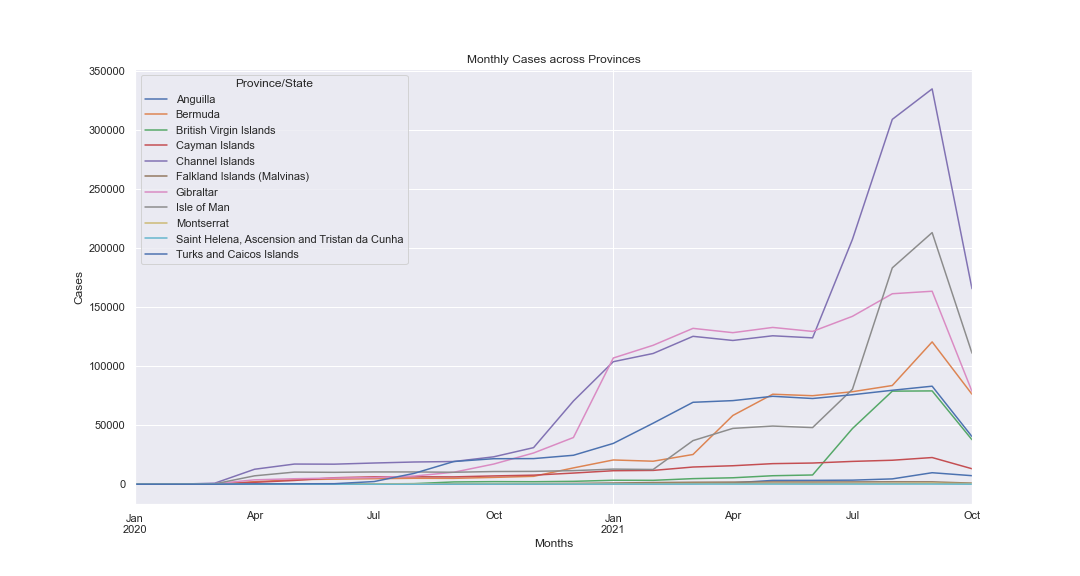 Monthly Cases across Provinces
350000
300000
250000
200000
150000
100000
50000
0
Cases
Province/State
Anguilla
Bermuda
British Virgin Islands
Cayman Islands
Channel Islands
Falkland Islands (Malvinas)
Gibraltar
Isle of Man
Montserrat
Saint Helena, Ascension and Tristan da Cunha
Turks and Caicos Islands
Jan Apr Jul Oct Jan Apr Jul Oct
2020 2021
Months